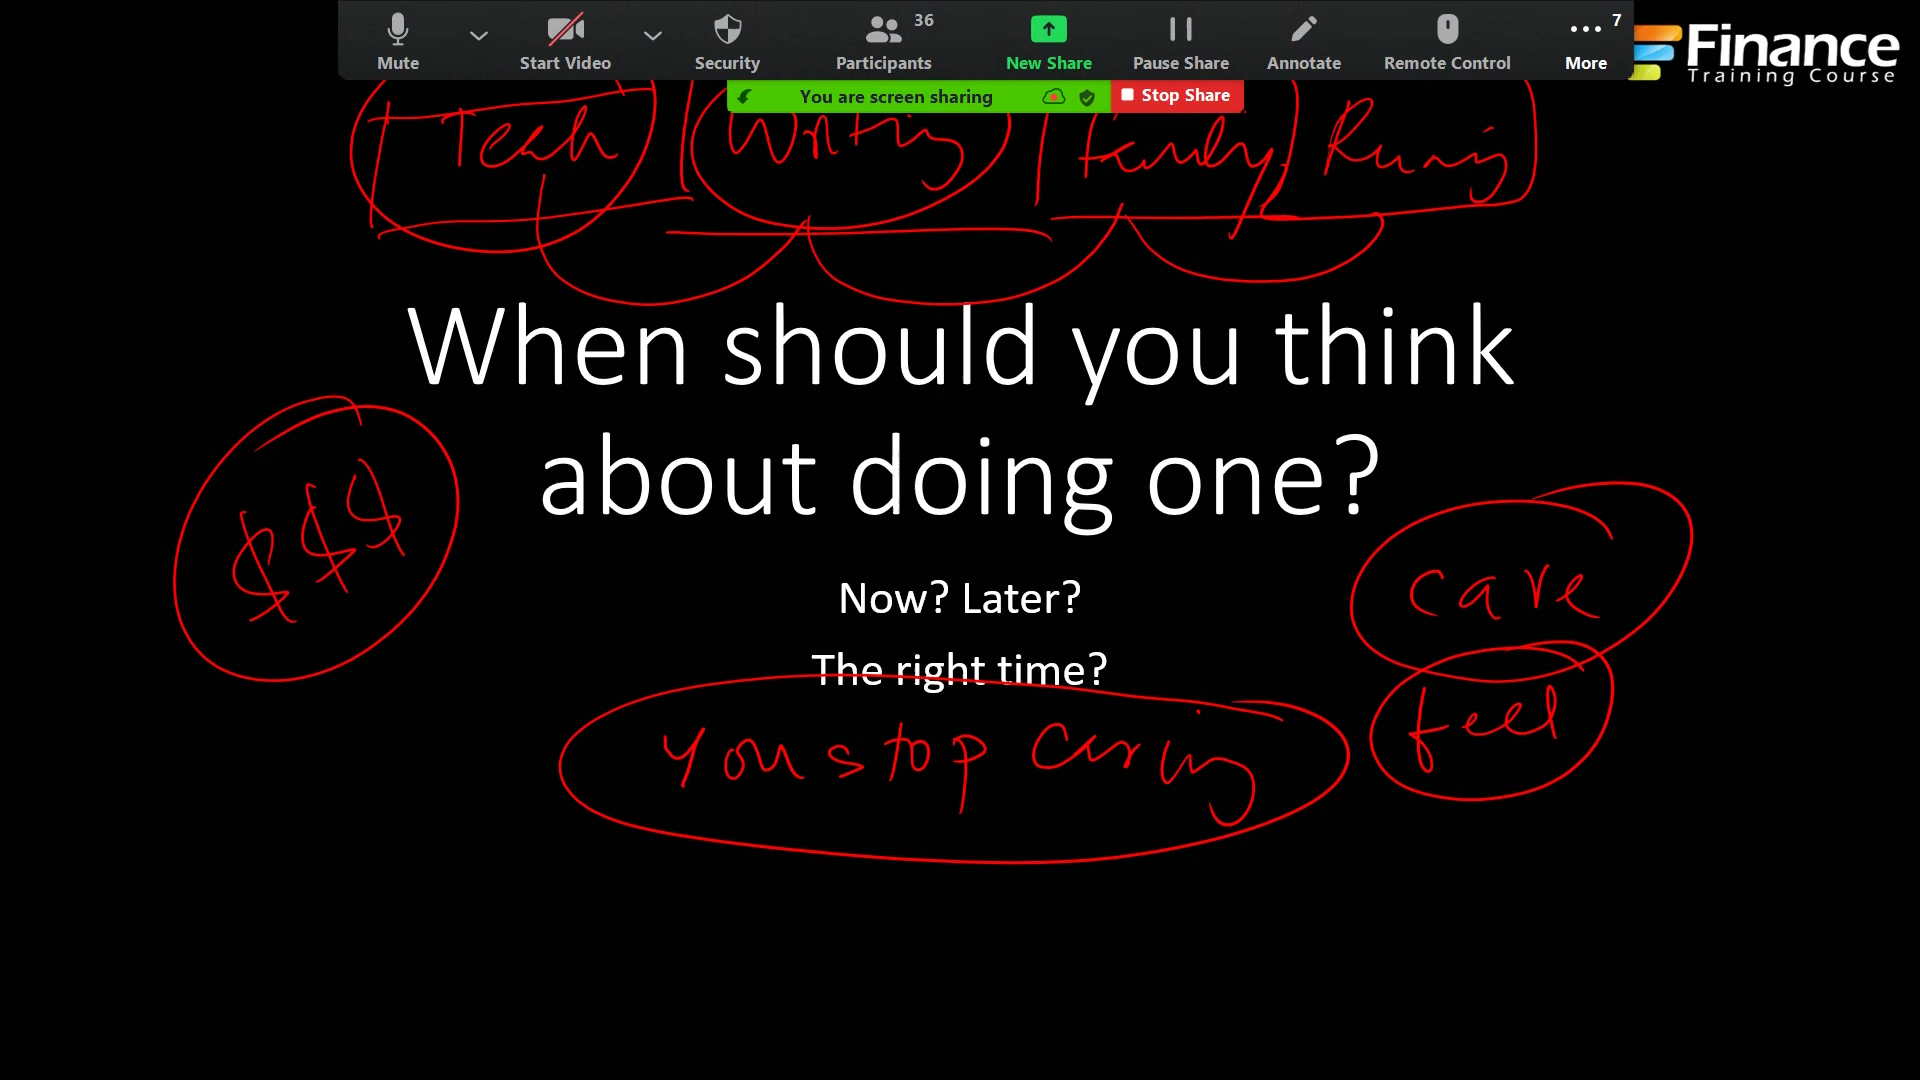 Mute
Start Video
Security
Participants
36
New Share
Pause Share
Annotate
Remote Control
More
7
Finance
Training Course
You are screen sharing
Stop Share
Teach
Writing
Family
Running
When should you think
about doing one?
$$$
Now? Later?
care
The right time?
feel
You stop caring